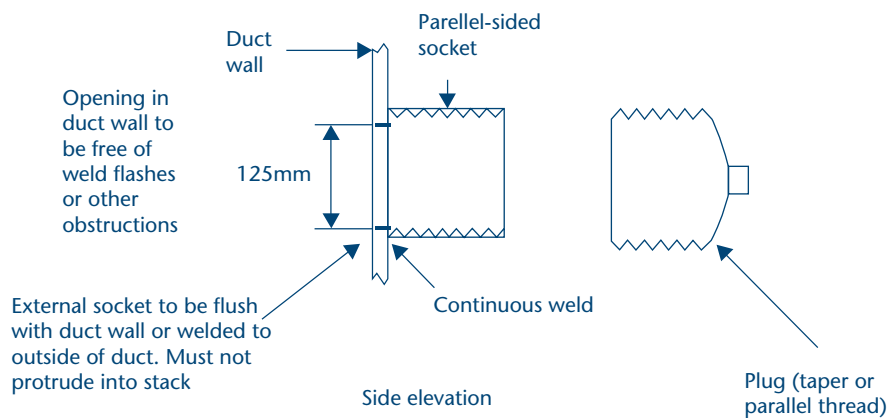 Duct
wall
Parellel-sided
socket
Opening in
duct wall to
be free of
weld flashes
or other
obstructions
125mm
External socket to be flush
with duct wall or welded to
outside of duct. Must not
protrude into stack
Continuous weld
Side elevation
Plug (taper or
parallel thread)